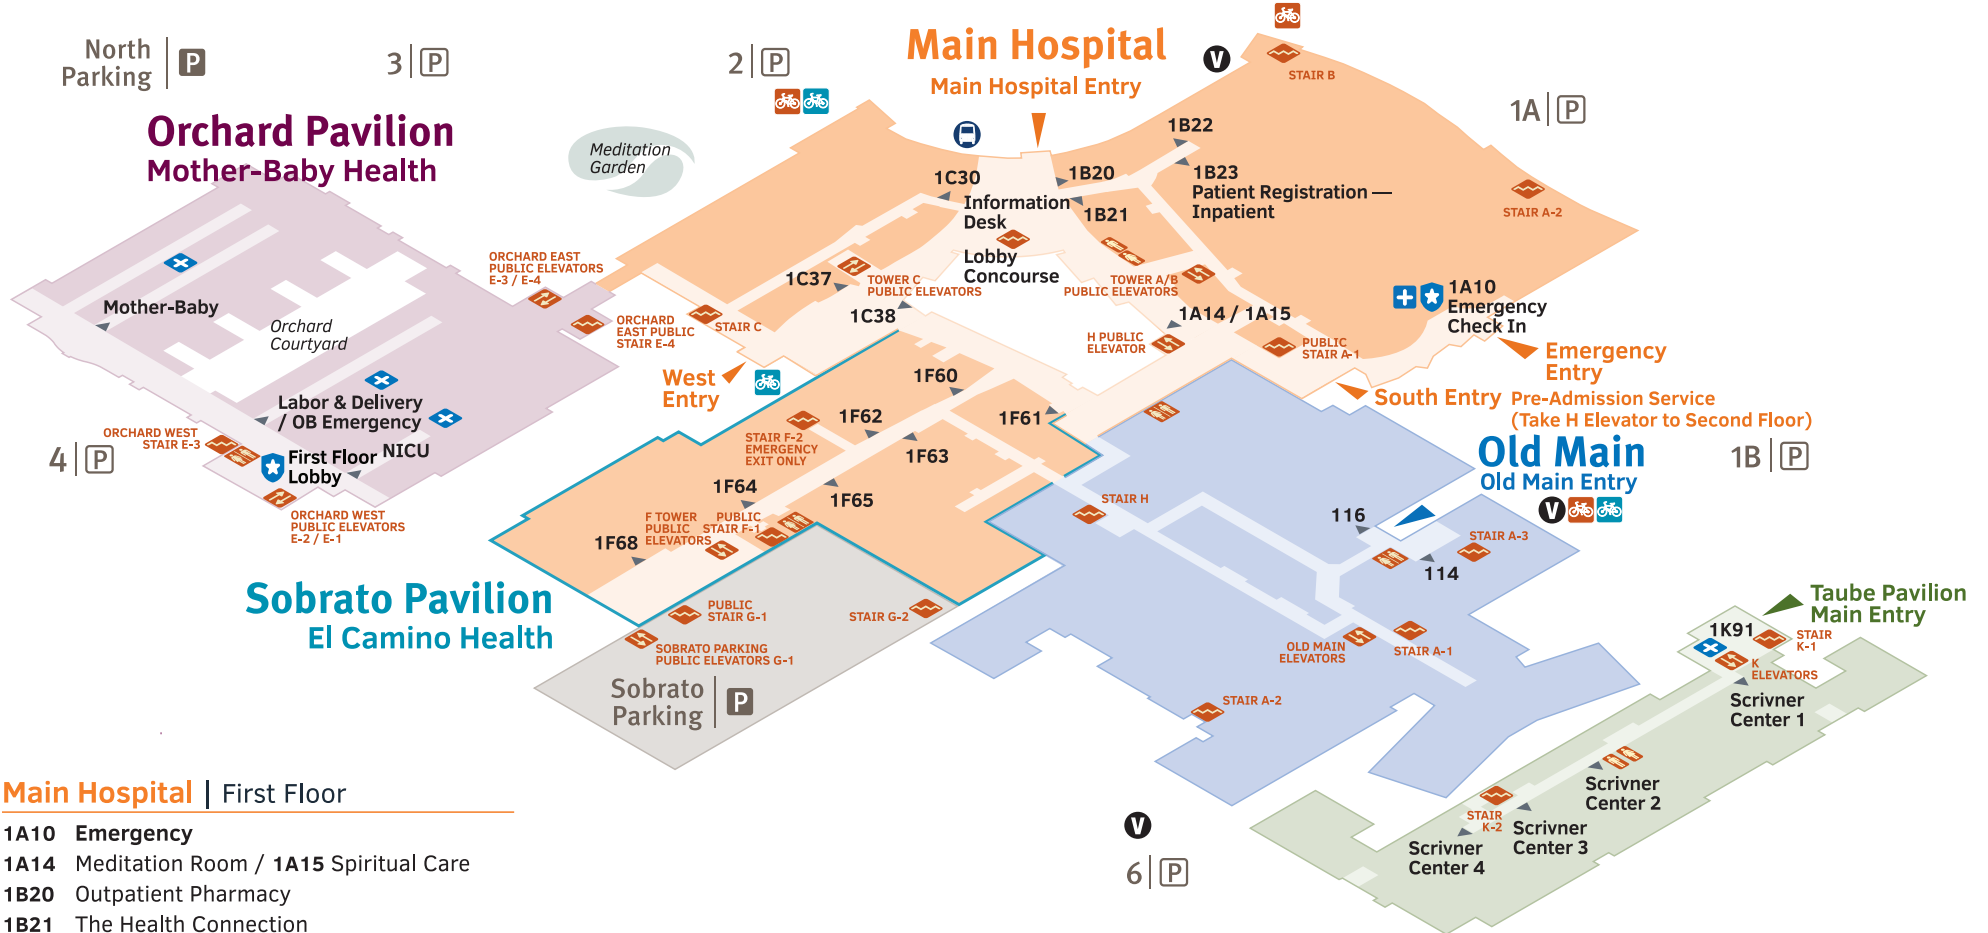 North
Parking
P
3 P
2 P
Main Hospital
Main Hospital Entry
V
STAIR B
1A P
Orchard Pavilion
Mother-Baby Health
Meditation
Garden
1B22
1C30
1B20
1B23
Patient Registration —
Inpatient
Information
Desk
1B21
STAIR A-2
Lobby
Concourse
ORCHARD EAST
PUBLIC ELEVATORS
E-3 / E-4
1C37
TOWER C
PUBLIC ELEVATORS
TOWER A/B
PUBLIC ELEVATORS
1A10
Emergency
Check In
Mother-Baby
Orchard
Courtyard
ORCHARD
EAST PUBLIC
STAIR E-4
STAIR C
1C38
1A14 / 1A15
H PUBLIC
ELEVATOR
PUBLIC
STAIR A-1
Emergency
Entry
West
Entry
1F60
South Entry
Pre-Admission Service
(Take H Elevator to Second Floor)
Labor & Delivery
/ OB Emergency
1F62
1F61
ORCHARD WEST
STAIR E-3
STAIR F-2
EMERGENCY
EXIT ONLY
1F63
Old Main
Old Main Entry
1B P
4 P
First Floor
Lobby
NICU
V
1F64
1F65
STAIR H
ORCHARD WEST
PUBLIC ELEVATORS
E-2 / E-1
F TOWER
PUBLIC
ELEVATORS
PUBLIC
STAIR F-1
116
STAIR A-3
1F68
114
Sobrato Pavilion
El Camino Health
PUBLIC
STAIR G-1
STAIR G-2
Taube Pavilion
Main Entry
1K91
STAIR
K-1
SOBRATO PARKING
PUBLIC ELEVATORS G-1
OLD MAIN
ELEVATORS
STAIR A-1
K
ELEVATORS
Sobrato
Parking
P
STAIR A-2
Scrivner
Center 1
Scrivner
Center 2
STAIR
K-2
Scrivner
Center 3
Scrivner
Center 4
V
6 P
Main Hospital | First Floor
1A10 Emergency
1A14 Meditation Room / 1A15 Spiritual Care
1B20 Outpatient Pharmacy
1B21 The Health Connection